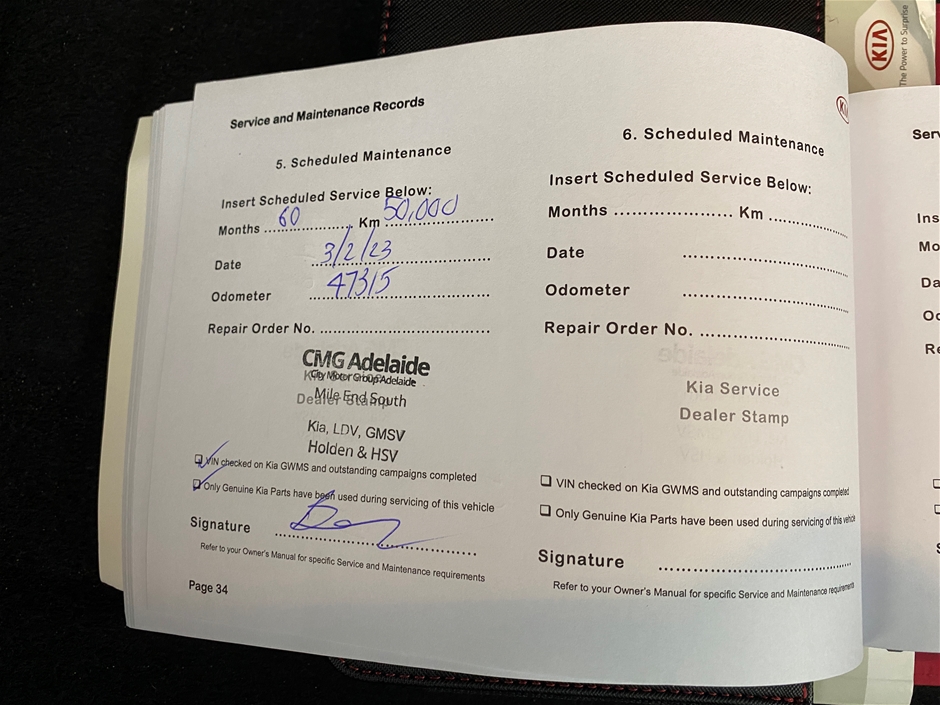 KIA
The Power to Surprise
Service and Maintenance Records
5. Scheduled Maintenance
Insert Scheduled Service Below:
Months 60 Km 50,000
Date 3/2/23
Odometer 47315
Repair Order No.
CMG Adelaide
City Motor Group Adelaide
Mile End South
Dealer Stamp
Kia, LDV, GMSV
Holden & HSV
VIN checked on Kia GWMS and outstanding campaigns completed
Only Genuine Kia Parts have been used during servicing of this vehicle
Signature
Refer to your Owner's Manual for specific Service and Maintenance requirements
Page 34
6. Scheduled Maintenance
Insert Scheduled Service Below:
Months .................... Km ..............
Date
Odometer
Repair Order No.
Kia Service
Dealer Stamp
VIN checked on Kia GWMS and outstanding campaigns completed
Only Genuine Kia Parts have been used during servicing of this vehicle
Signature
Refer to your Owner's Manual for specific Service and Maintenance requirements
Serv
Ins
Mo
Da
Oc
Re